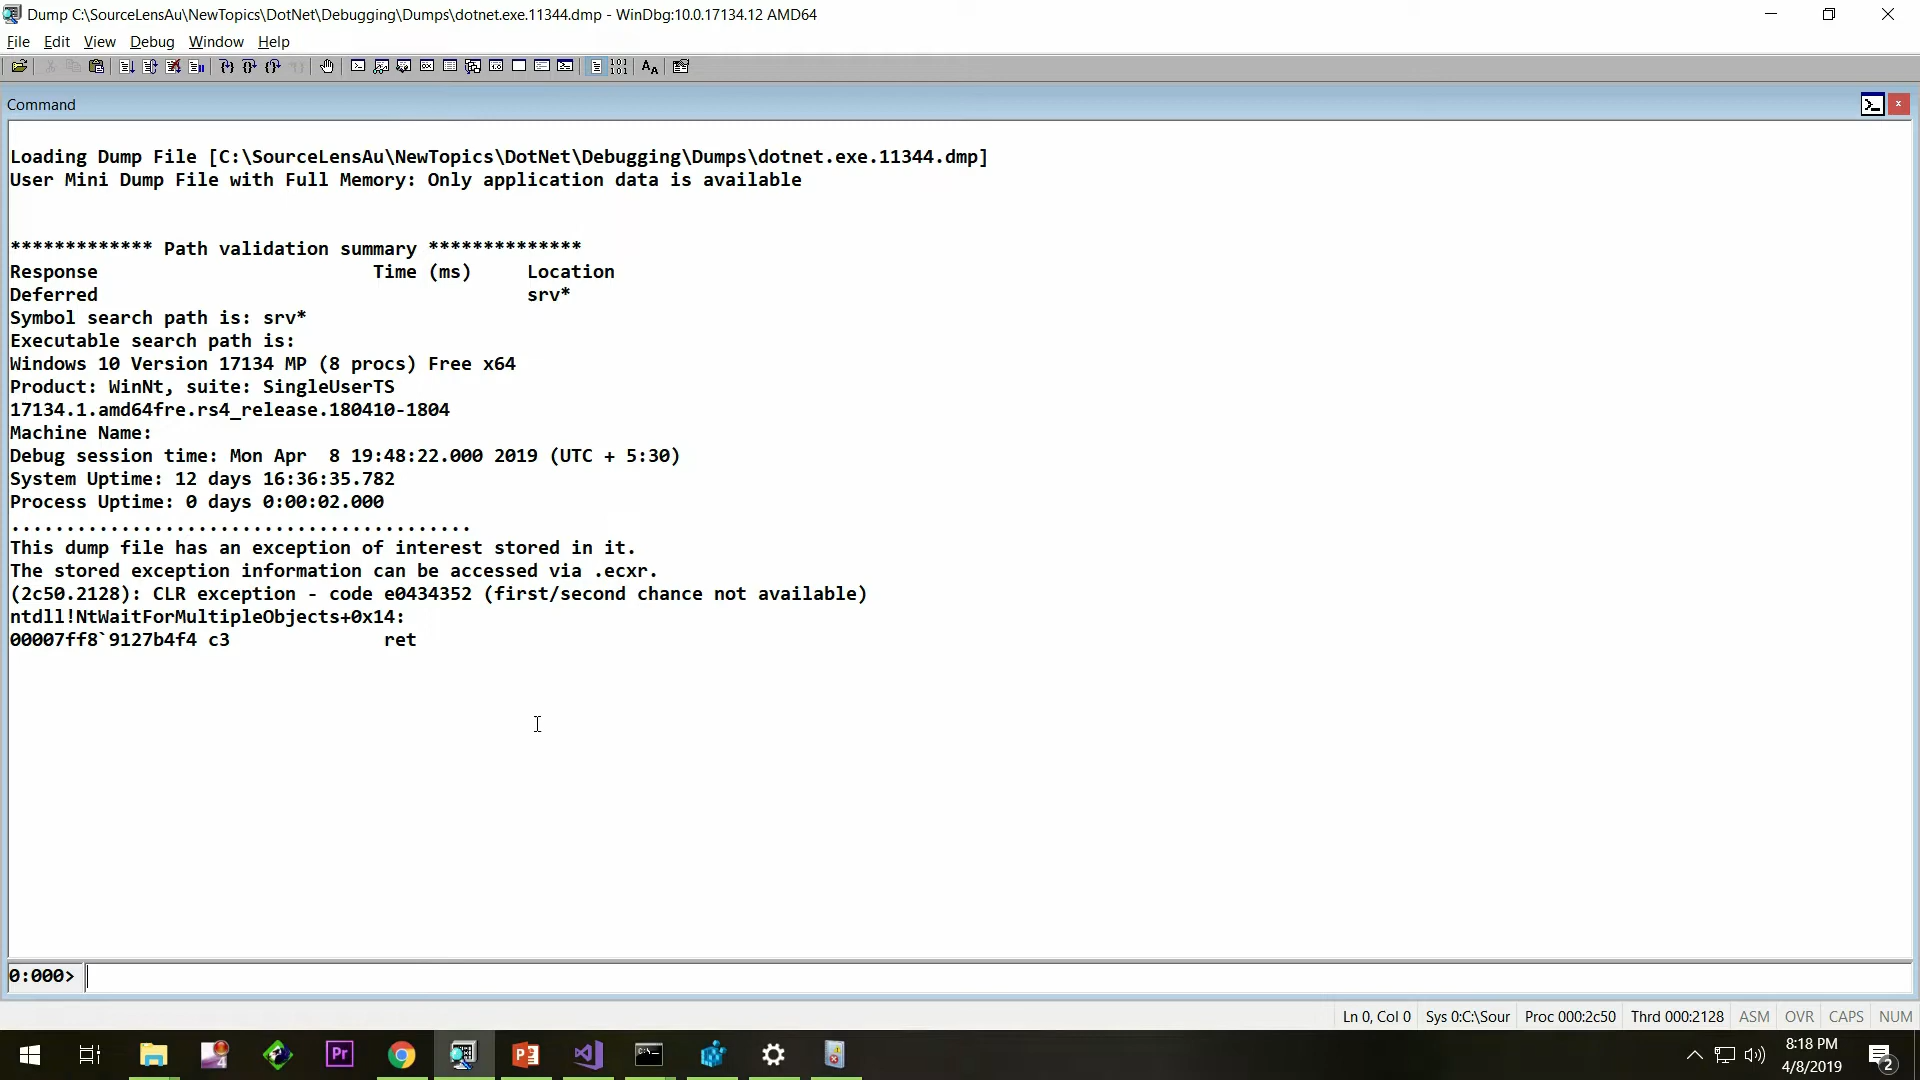 Dump C:\SourceLensAu\NewTopics\DotNet\Debugging\Dumps\dotnet.exe.11344.dmp - WinDbg:10.0.17134.12 AMD64
File Edit View Debug Window Help
Command
Loading Dump File [C:\SourceLensAu\NewTopics\DotNet\Debugging\Dumps\dotnet.exe.11344.dmp]
User Mini Dump File with Full Memory: Only application data is available
************* Path validation summary **************
Response                         Time (ms)     Location
Deferred                                       srv*
Symbol search path is: srv*
Executable search path is:
Windows 10 Version 17134 MP (8 procs) Free x64
Product: WinNt, suite: SingleUserTS
17134.1.amd64fre.rs4_release.180410-1804
Machine Name:
Debug session time: Mon Apr  8 19:48:22.000 2019 (UTC + 5:30)
System Uptime: 12 days 16:36:35.782
Process Uptime: 0 days 0:00:02.000
..........................................
This dump file has an exception of interest stored in it.
The stored exception information can be accessed via .ecxr.
(2c50.2128): CLR exception - code e0434352 (first/second chance not available)
ntdll!NtWaitForMultipleObjects+0x14:
00007ff8`9127b4f4 c3              ret
0:000>
Ln 0, Col 0 Sys 0:C:\Sour Proc 000:2c50 Thrd 000:2128 ASM OVR CAPS NUM
8:18 PM
4/8/2019
2